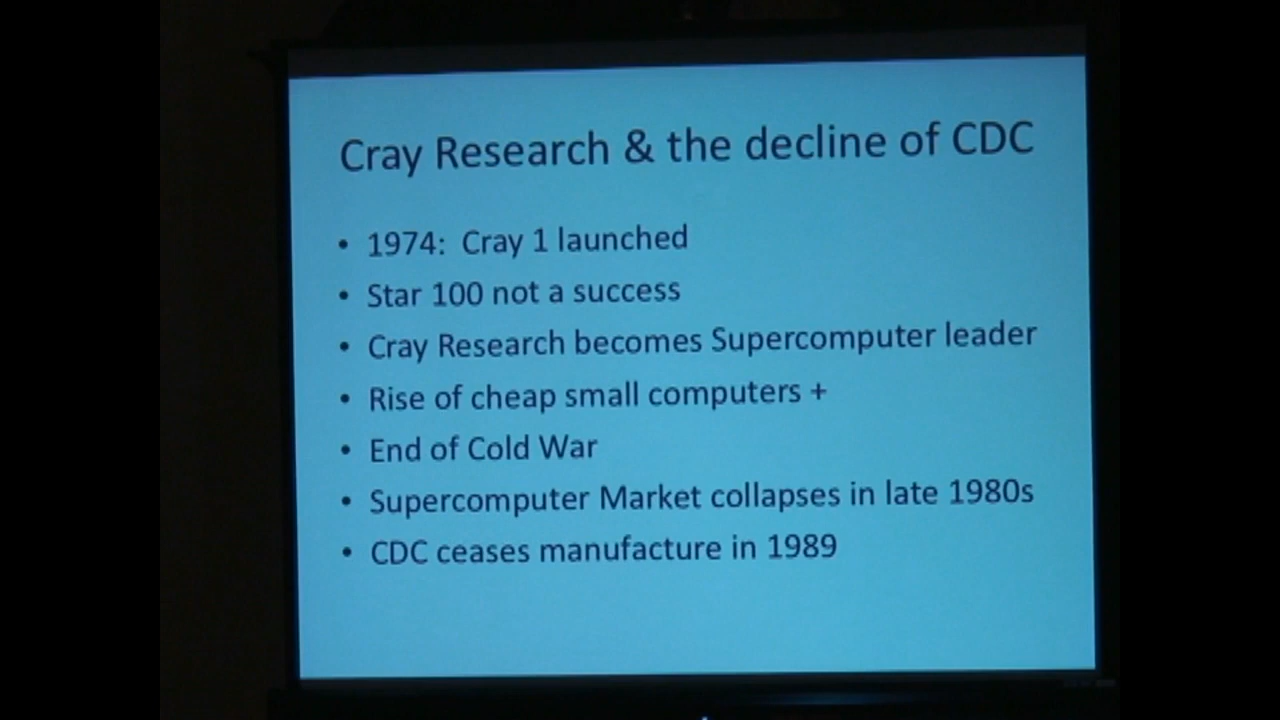 Cray Research & the decline of CDC
• 1974: Cray 1 launched
• Star 100 not a success
• Cray Research becomes Supercomputer leader
• Rise of cheap small computers +
• End of Cold War
• Supercomputer Market collapses in late 1980s
• CDC ceases manufacture in 1989